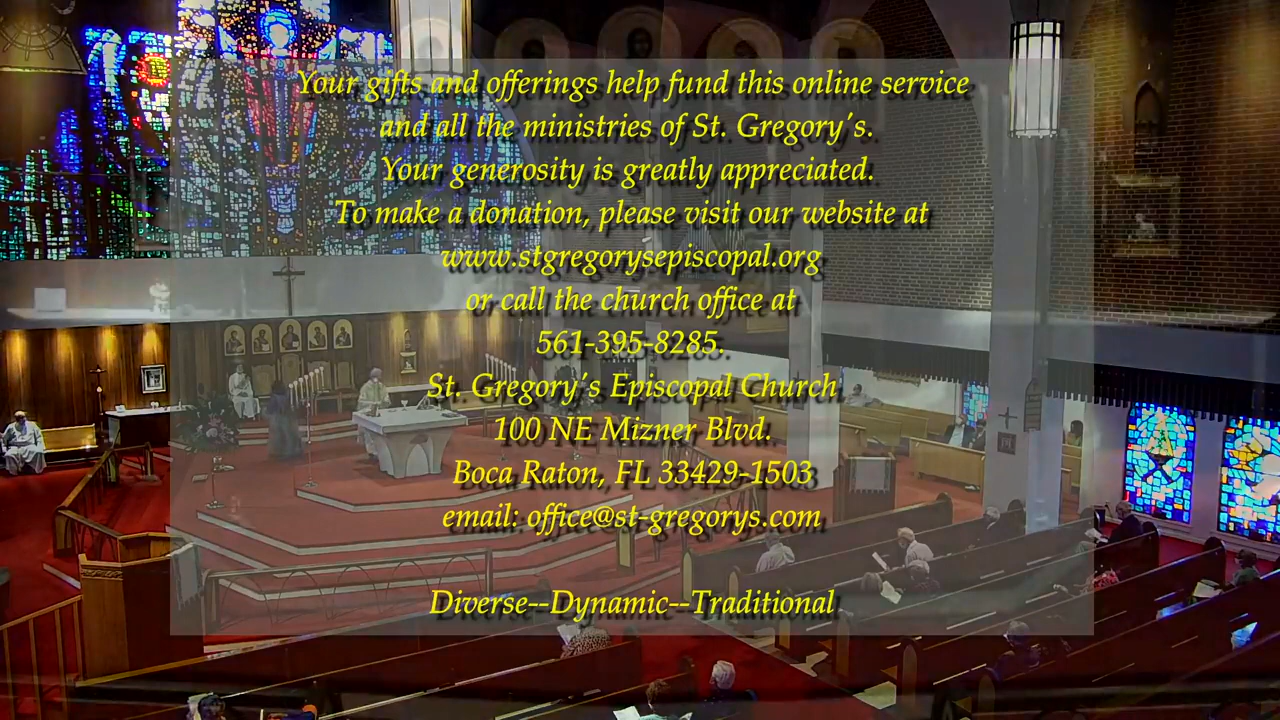 Your gifts and offerings help fund this online service
and all the ministries of St. Gregory's.
Your generosity is greatly appreciated.
To make a donation, please visit our website at
www.stgregorysepiscopal.org
or call the church office at
561-395-8285.
St. Gregory's Episcopal Church
100 NE Mizner Blvd.
Boca Raton, FL 33429-1503
email: office@st-gregorys.com
Diverse--Dynamic--Traditional